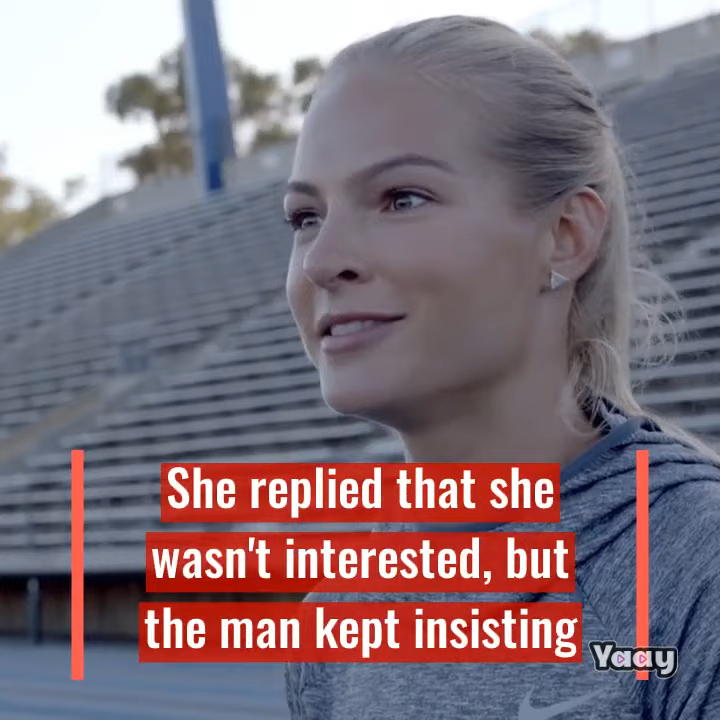 She replied that she
wasn't interested, but
the man kept insisting
Yaay